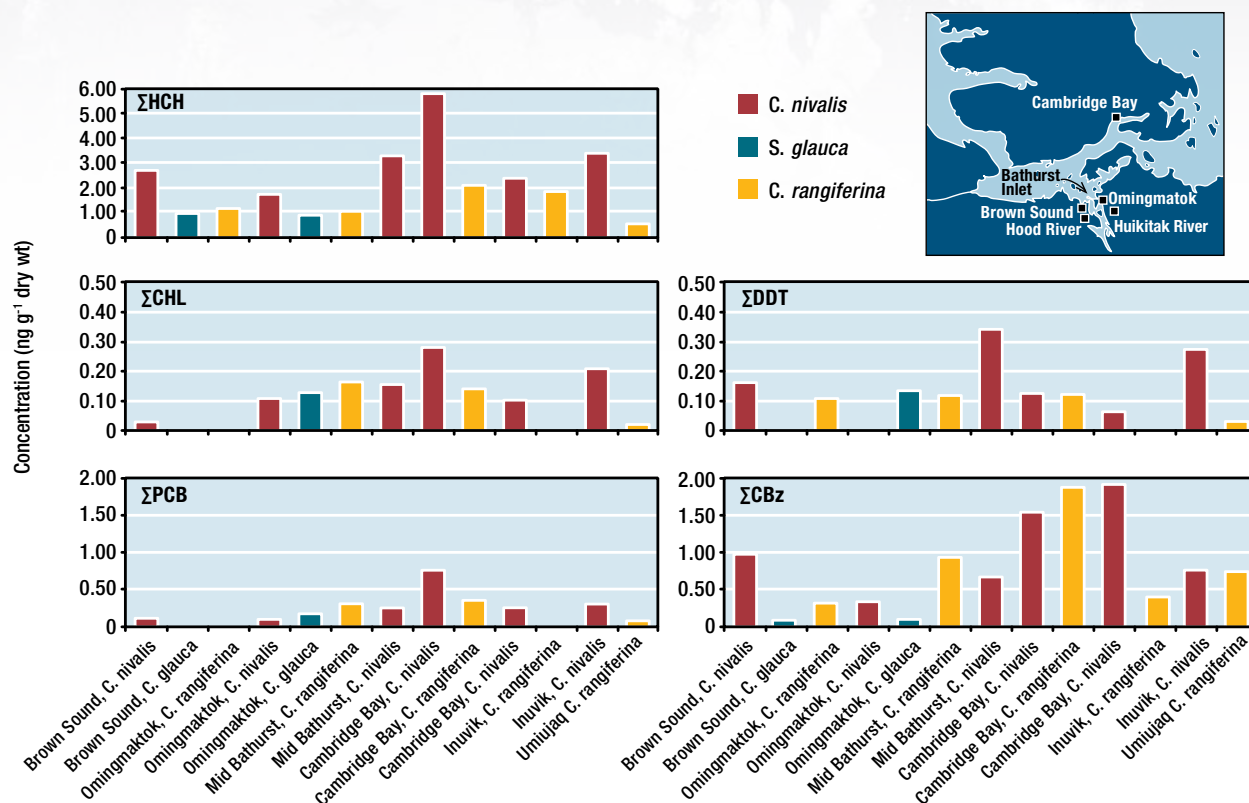 Concentration (ng g⁻¹ dry wt)
∑HCH
6.00
5.00
4.00
3.00
2.00
1.00
0
C. nivalis
S. glauca
C. rangiferina
Cambridge Bay
Bathurst
Inlet
Omingmatok
Brown Sound
Hood River
Huikitak River
∑CHL
0.50
0.40
0.30
0.20
0.10
0
∑DDT
0.50
0.40
0.30
0.20
0.10
0
∑PCB
2.00
1.50
1.00
0.50
0
∑CBz
2.00
1.50
1.00
0.50
0
Brown Sound, C. nivalis
Brown Sound, C. glauca
Omingmaktok, C. rangiferina
Omingmaktok, C. nivalis
Omingmaktok, C. glauca
Mid Bathurst, C. rangiferina
Mid Bathurst, C. nivalis
Cambridge Bay, C. nivalis
Cambridge Bay, C. rangiferina
Cambridge Bay, C. nivalis
Inuvik, C. rangiferina
Inuvik, C. nivalis
Umiujaq C. rangiferina
Brown Sound, C. nivalis
Brown Sound, C. glauca
Omingmaktok, C. rangiferina
Omingmaktok, C. nivalis
Omingmaktok, C. glauca
Mid Bathurst, C. rangiferina
Mid Bathurst, C. nivalis
Cambridge Bay, C. nivalis
Cambridge Bay, C. rangiferina
Cambridge Bay, C. nivalis
Inuvik, C. rangiferina
Inuvik, C. nivalis
Umiujaq C. rangiferina